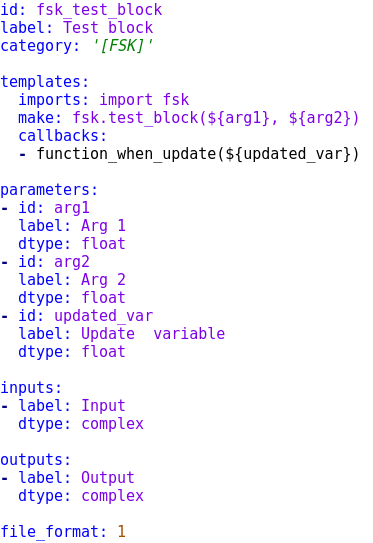 id: fsk_test_block
label: Test block
category: '[FSK]'

templates:
  imports: import fsk
  make: fsk.test_block(${arg1}, ${arg2})
  callbacks:
  - function_when_update(${updated_var})

parameters:
- id: arg1
  label: Arg 1
  dtype: float
- id: arg2
  label: Arg 2
  dtype: float
- id: updated_var
  label: Update  variable
  dtype: float

inputs:
- label: Input
  dtype: complex

outputs:
- label: Output
  dtype: complex

file_format: 1